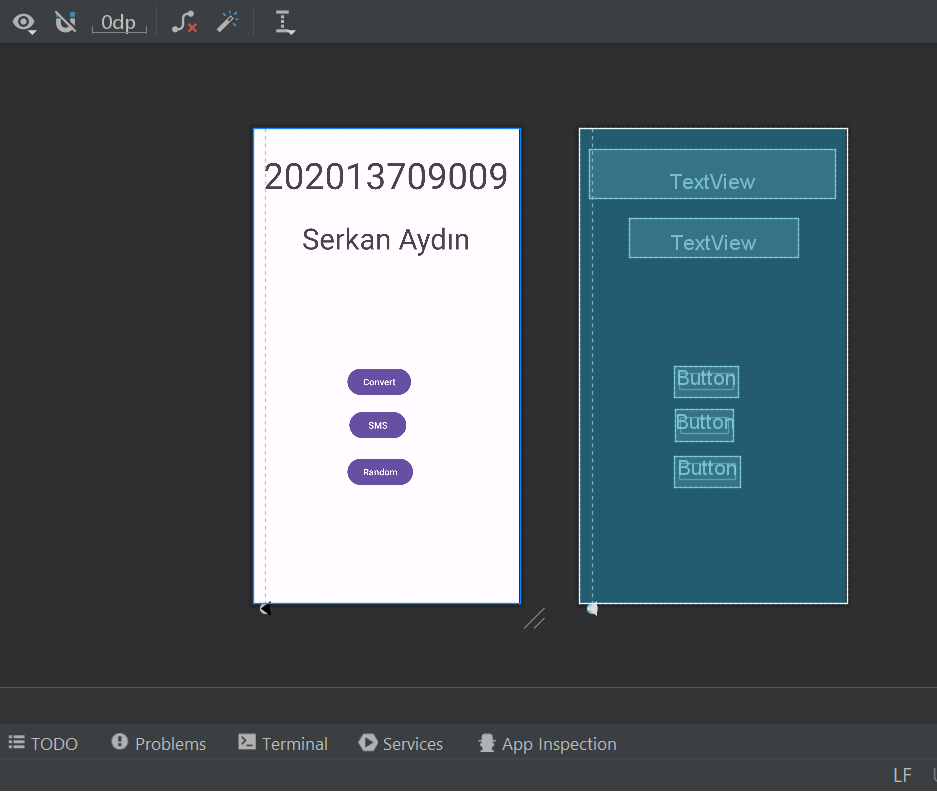 0dp
202013709009
Serkan Aydın
Convert
SMS
Random
TextView
TextView
Button
Button
Button
TODO
Problems
Terminal
Services
App Inspection
LF